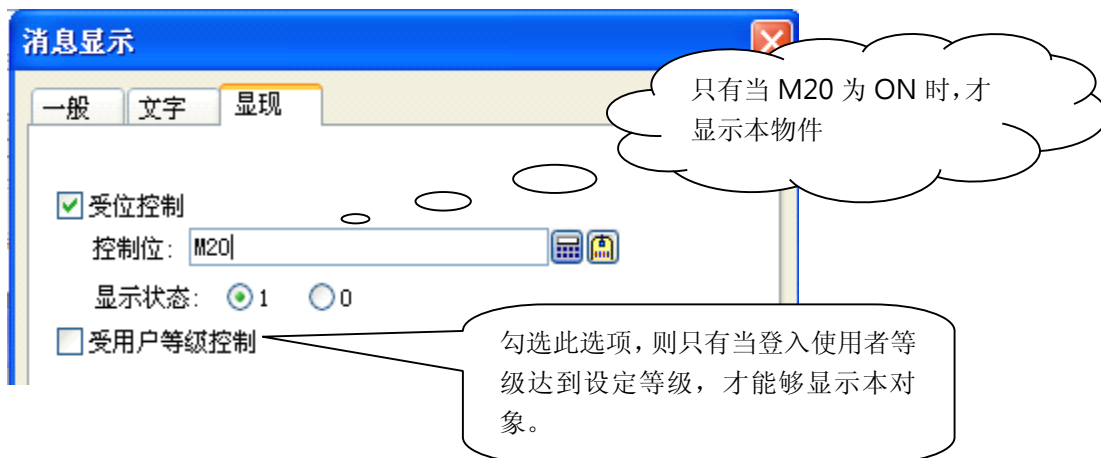 消息显示
一般 文字 显现
只有当 M20 为 ON 时，才
显示本物件
受位控制
控制位: M20
显示状态: 1 0
受用户等级控制
勾选此选项，则只有当登入使用者等
级达到设定等级，才能够显示本对
象。